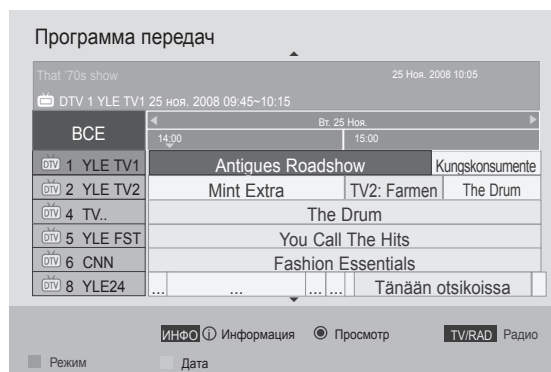 Программа передач
That '70s show 25 Ноя. 2008 10:05
DTV 1 YLE TV1 25 ноя. 2008 09:45~10:15
ВСЕ
Вт. 25 Ноя.
14:00 15:00
DTV 1 YLE TV1 Antigues Roadshow Kungskonsumente
DTV 2 YLE TV2 Mint Extra TV2: Farmen The Drum
DTV 4 TV.. The Drum
DTV 5 YLE FST You Call The Hits
DTV 6 CNN Fashion Essentials
DTV 8 YLE24 ... ... ... ... Tänään otsikoissa
ИНФО i Информация Просмотр TV/RAD Радио
Режим Дата